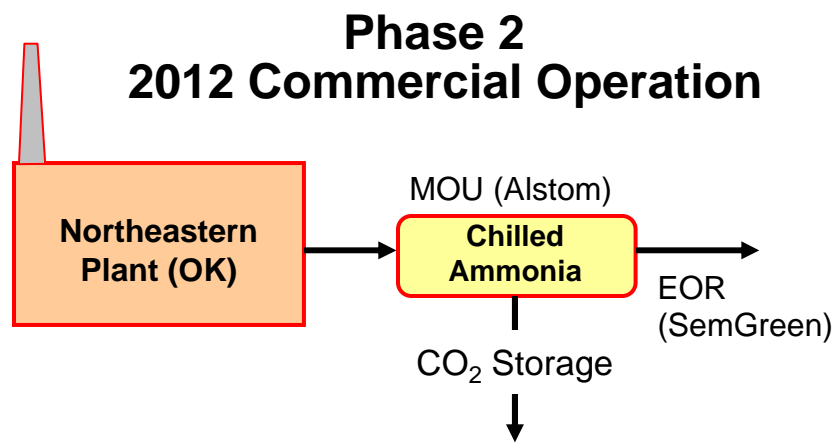 Phase 2
2012 Commercial Operation
MOU (Alstom)
Northeastern
Plant (OK)
Chilled
Ammonia
EOR
(SemGreen)
CO₂ Storage